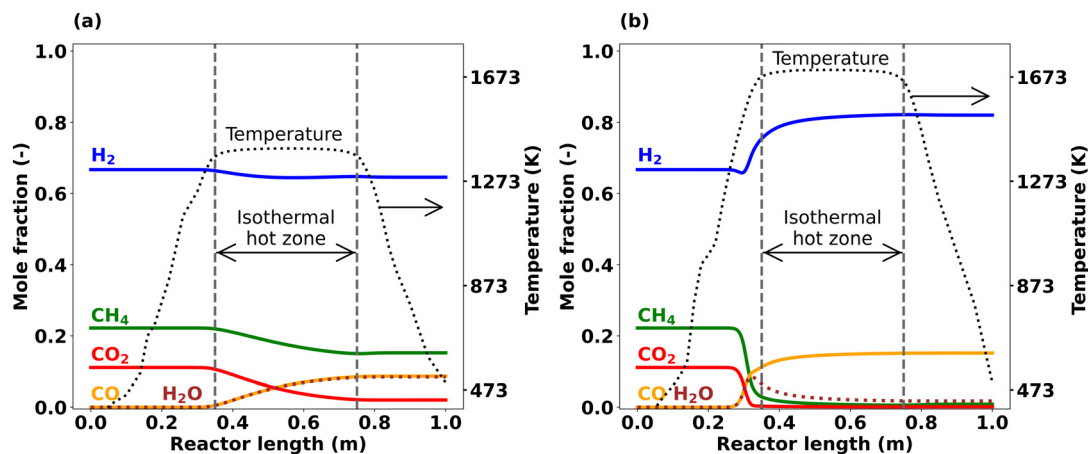 (a)
1.0
0.8
0.6
0.4
0.2
0.0
Mole fraction (-)
H₂
CH₄
CO₂
CO
H₂O
Temperature
Isothermal
hot zone
1673
1273
873
473
Temperature (K)
0.0 0.2 0.4 0.6 0.8 1.0
Reactor length (m)
(b)
1.0
0.8
0.6
0.4
0.2
0.0
Mole fraction (-)
H₂
CH₄
CO₂
CO
H₂O
Temperature
Isothermal
hot zone
1673
1273
873
473
Temperature (K)
0.0 0.2 0.4 0.6 0.8 1.0
Reactor length (m)